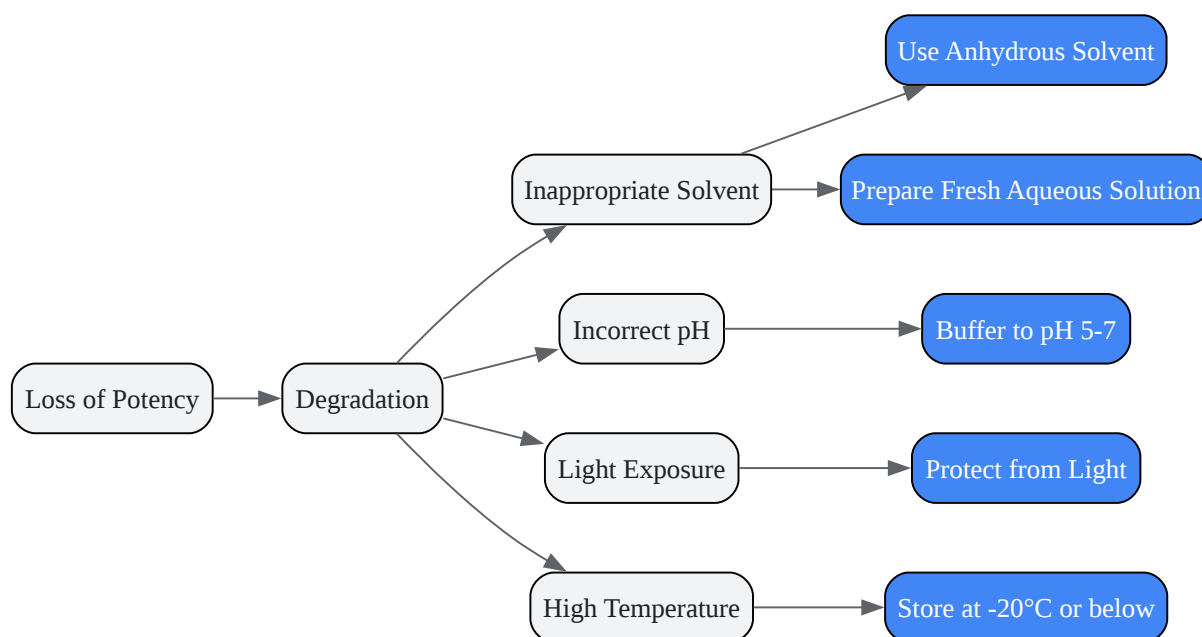 Use Anhydrous Solvent
Inappropriate Solvent
Prepare Fresh Aqueous Solution
Incorrect pH
Buffer to pH 5-7
Loss of Potency
Degradation
Light Exposure
Protect from Light
High Temperature
Store at -20°C or below